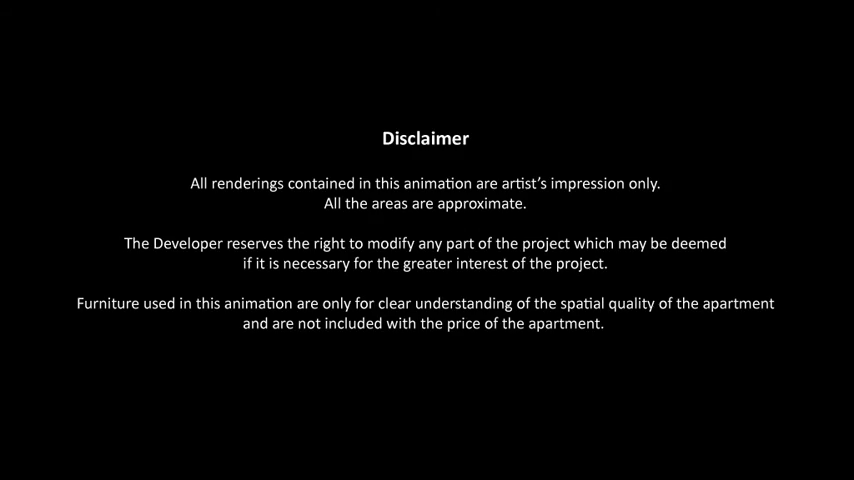 Disclaimer
All renderings contained in this animation are artist's impression only.
All the areas are approximate.
The Developer reserves the right to modify any part of the project which may be deemed
if it is necessary for the greater interest of the project.
Furniture used in this animation are only for clear understanding of the spatial quality of the apartment
and are not included with the price of the apartment.